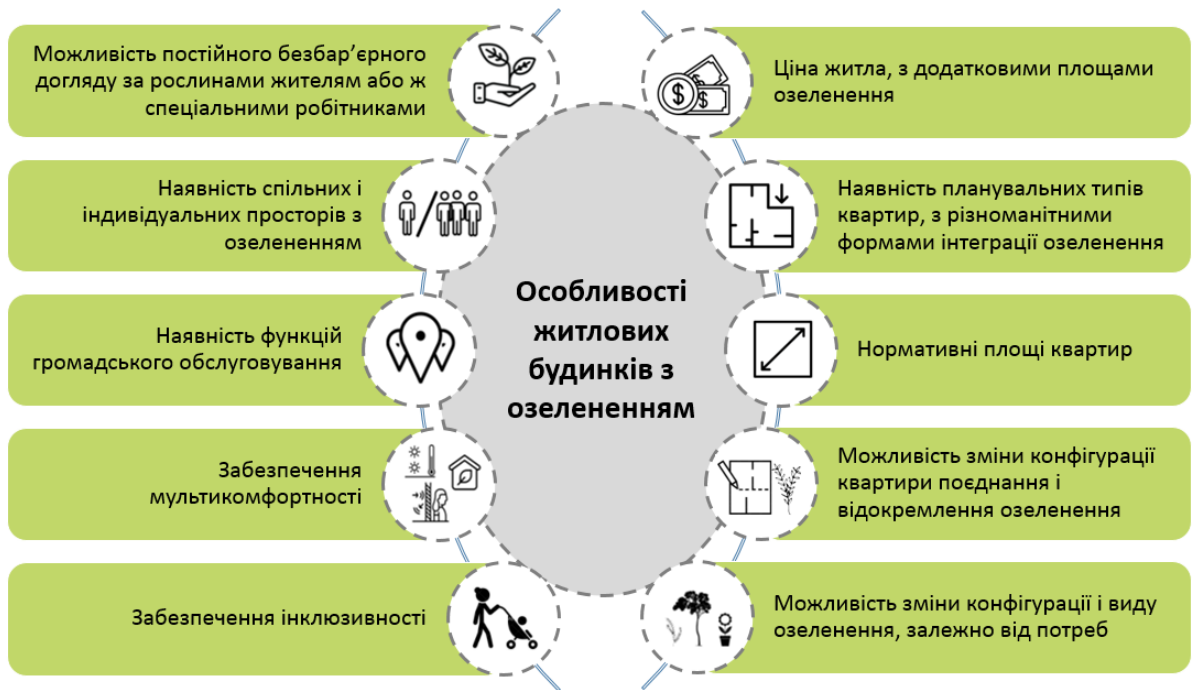 Можливість постійного безбар’єрного
догляду за рослинами жителям або ж
спеціальними робітниками
Наявність спільних і
індивідуальних просторів з
озелененням
Наявність функцій
громадського обслуговування
Забезпечення
мультикомфортності
Забезпечення інклюзивності
Особливості
житлових
будинків з
озелененням
Ціна житла, з додатковими площами
озеленення
Наявність планувальних типів
квартир, з різноманітними
формами інтеграції озеленення
Нормативні площі квартир
Можливість зміни конфігурації
квартири поєднання і
відокремлення озеленення
Можливість зміни конфігурації і виду
озеленення, залежно від потреб